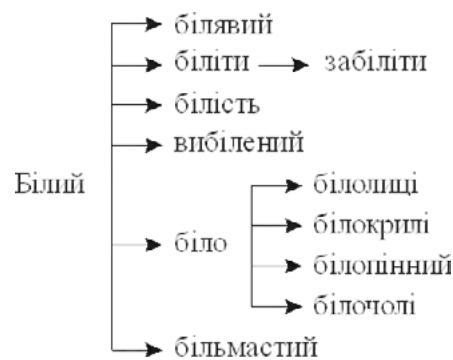 білявий
біліти → забіліти
білість
вибілений
Білий
білолиці
білокрилі
біло
білопінний
білочолі
більмастий